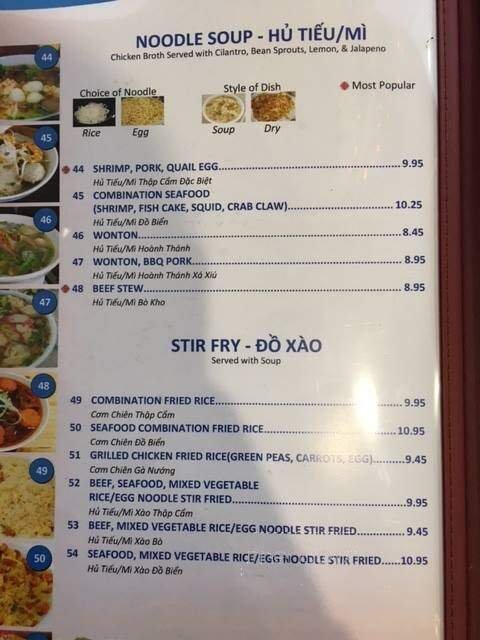 NOODLE SOUP - HỦ TIẾU/MÌ
Chicken Broth Served with Cilantro, Bean Sprouts, Lemon, & Jalapeno
Choice of Noodle
Style of Dish
Most Popular
Rice Egg
Soup Dry
44 SHRIMP, PORK, QUAIL EGG..................................................9.95
Hủ Tiếu/Mì Thập Cẩm Đặc Biệt
45 COMBINATION SEAFOOD
(SHRIMP, FISH CAKE, SQUID, CRAB CLAW)..............................10.25
Hủ Tiếu/Mì Đồ Biển
46 WONTON..................................................................8.45
Hủ Tiếu/Mì Hoành Thánh
47 WONTON, BBQ PORK....................................................8.95
Hủ Tiếu/Mì Hoành Thánh Xá Xíu
48 BEEF STEW..............................................................8.95
Hủ Tiếu/Mì Bò Kho
STIR FRY - ĐỒ XÀO
Served with Soup
49 COMBINATION FRIED RICE..............................................9.95
Cơm Chiên Thập Cẩm
50 SEAFOOD COMBINATION FRIED RICE..................................10.95
Cơm Chiên Đồ Biển
51 GRILLED CHICKEN FRIED RICE(GREEN PEAS, CARROTS, EGG).........9.45
Cơm Chiên Gà Nướng
52 BEEF, SEAFOOD, MIXED VEGETABLE
RICE/EGG NOODLE STIR FRIED...........................................9.95
Hủ Tiếu/Mì Xào Thập Cẩm
53 BEEF, MIXED VEGETABLE RICE/EGG NOODLE STIR FRIED.............9.45
Hủ Tiếu/Mì Xào Bò
54 SEAFOOD, MIXED VEGETABLE RICE/EGG NOODLE STIR FRIED......10.95
Hủ Tiếu/Mì Xào Đồ Biển
44
45
46
47
48
49
50